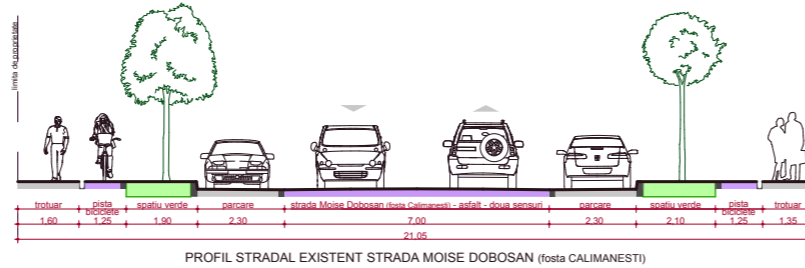 limita de proprietate
trotuar pista biciclete spatiu verde parcare strada Moise Dobosan (fosta Calimanesti) - asfalt - doua sensuri parcare spatiu verde pista biciclete trotuar
1,60 1,25 1,90 2,30 7,00 2,30 2,10 1,25 1,35
21,05
PROFIL STRADAL EXISTENT STRADA MOISE DOBOSAN (fosta CALIMANESTI)